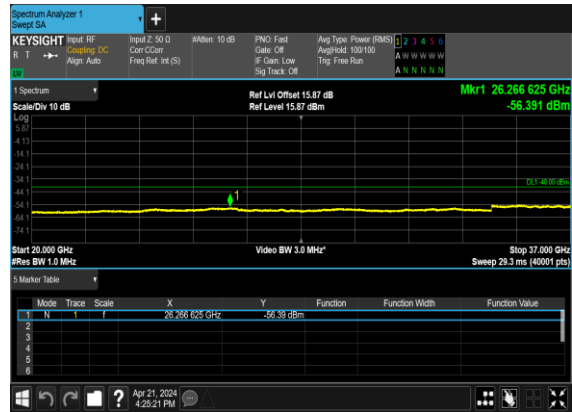 Spectrum Analyzer 1
Swept SA
+
KEYSIGHT Input: RF Input Z: 50 Ω #Atten: 10 dB PNO: Fast Avg Type: Power (RMS) 1 2 3 4 5 6
R T Coupling: DC Corr CCorr Gate: Off Avg|Hold: 100/100 A W W W W W
Align: Auto Freq Ref: Int (S) IF Gain: Low Trig: Free Run
Sig Track: Off A N N N N N
1 Spectrum Ref Lvl Offset 15.87 dB Mkr1 26.266 625 GHz
Scale/Div 10 dB Ref Level 15.87 dBm -56.391 dBm
Log
5.87
-4.13
-14.1
-24.1
-34.1
DL1 -40.00 dBm
-44.1
1
-54.1
-64.1
-74.1
Start 20.000 GHz Video BW 3.0 MHz* Stop 37.000 GHz
#Res BW 1.0 MHz Sweep 29.3 ms (40001 pts)
5 Marker Table
Mode Trace Scale X Y Function Function Width Function Value
1 N 1 f 26.266 625 GHz -56.39 dBm
2
3
4
5
6
? Apr 21, 2024
4:25:21 PM